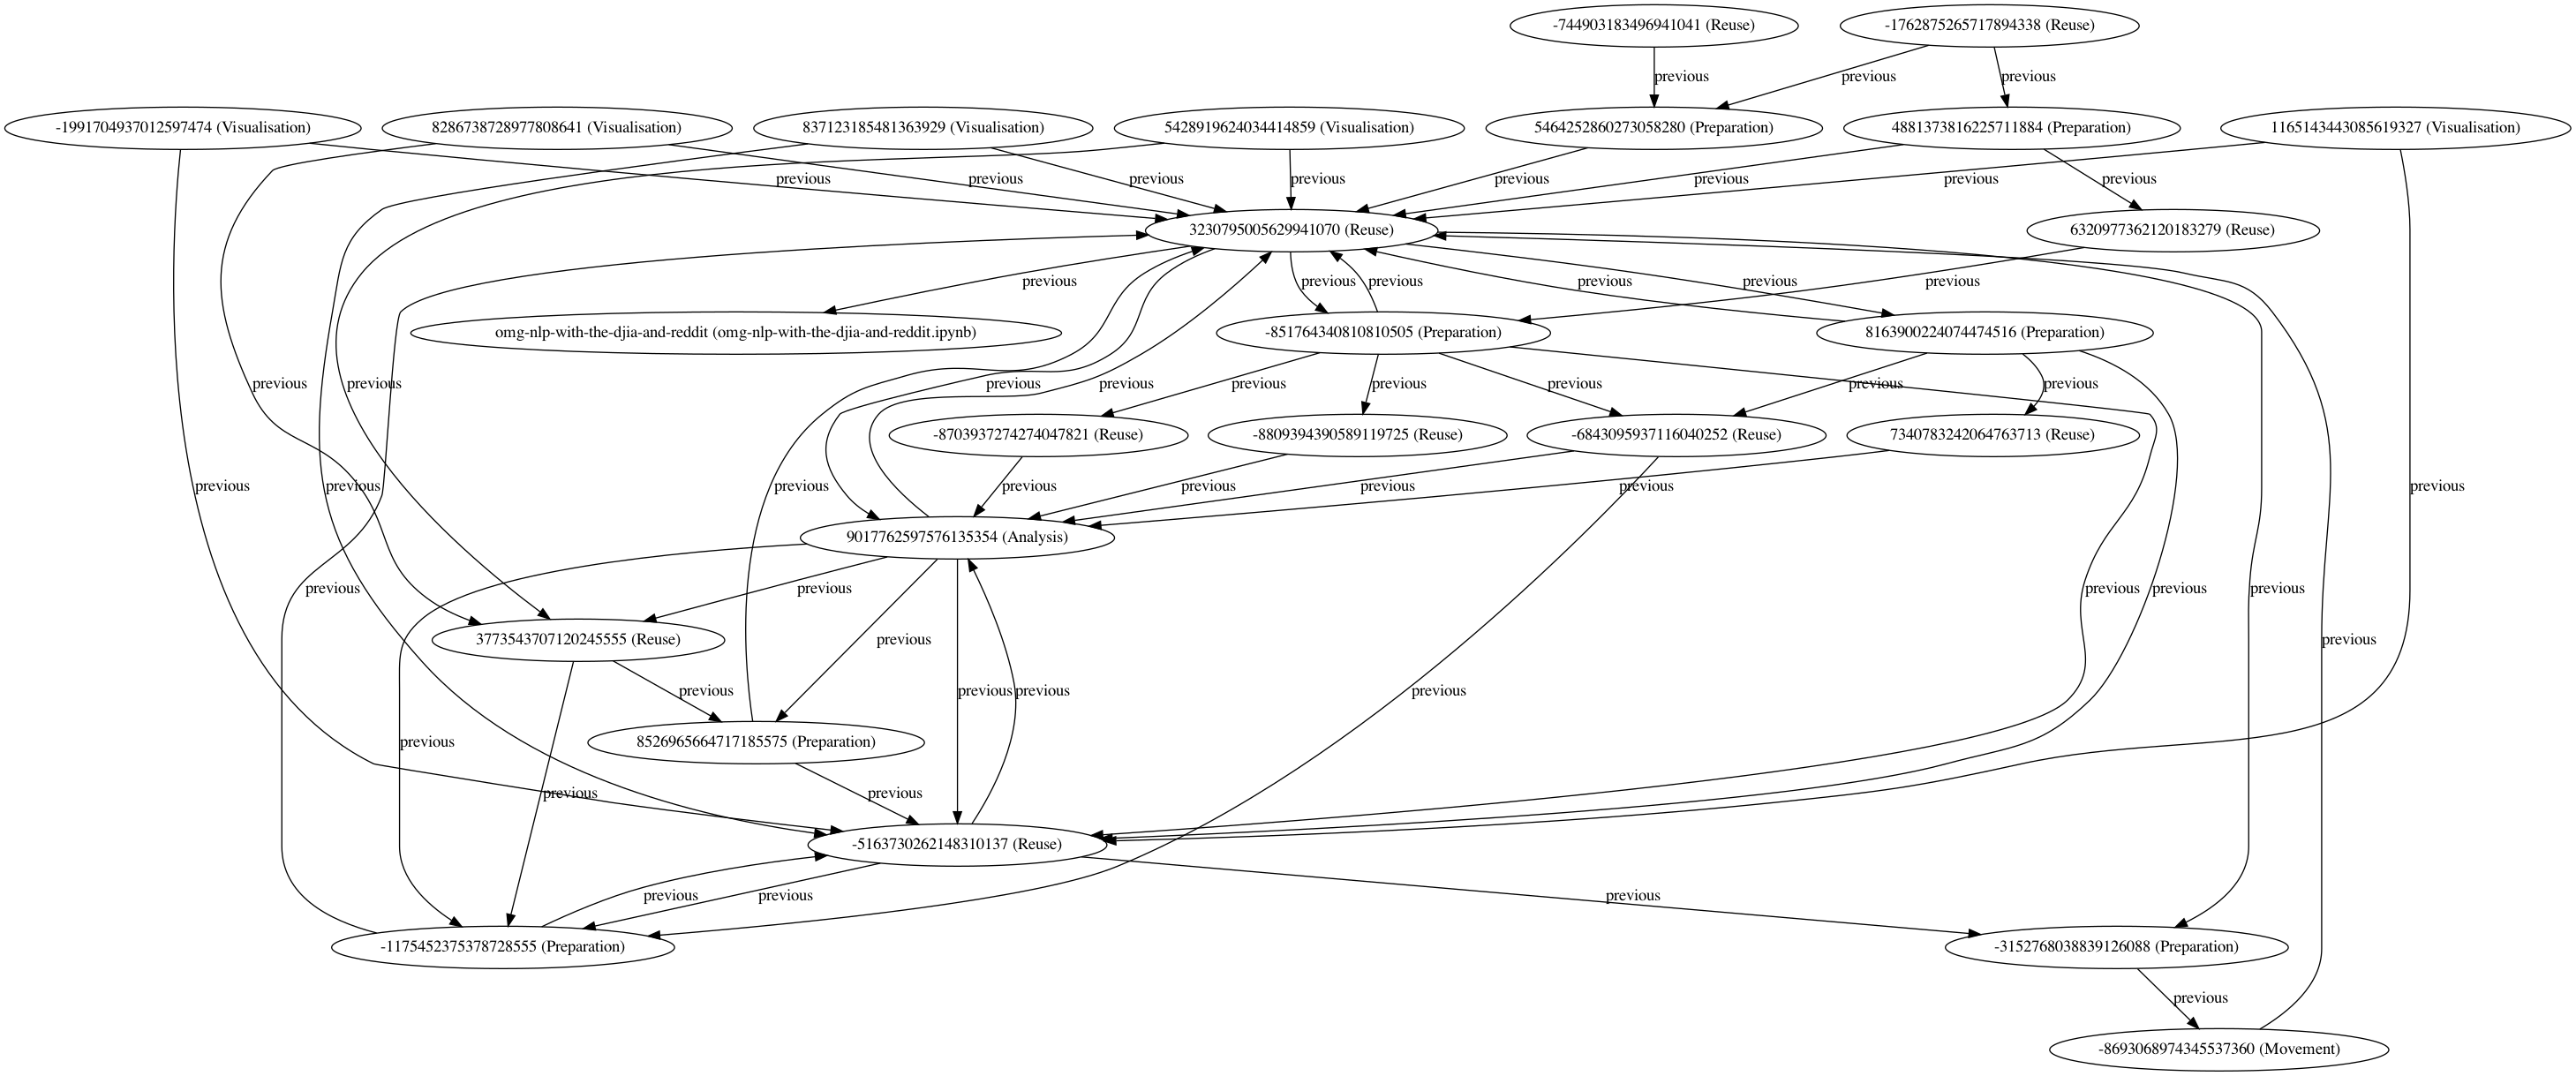 -744903183496941041 (Reuse)
-1762875265717894338 (Reuse)
previous
previous
previous
-1991704937012597474 (Visualisation)
8286738728977808641 (Visualisation)
837123185481363929 (Visualisation)
5428919624034414859 (Visualisation)
5464252860273058280 (Preparation)
4881373816225711884 (Preparation)
1165143443085619327 (Visualisation)
previous
previous
previous
previous
previous
previous
previous
previous
3230795005629941070 (Reuse)
6320977362120183279 (Reuse)
previous
previous
previous
previous
previous
previous
omg-nlp-with-the-djia-and-reddit (omg-nlp-with-the-djia-and-reddit.ipynb)
-851764340810810505 (Preparation)
8163900224074474516 (Preparation)
previous
previous
previous
previous
previous
previous
previous
previous
previous
-8703937274274047821 (Reuse)
-8809394390589119725 (Reuse)
-6843095937116040252 (Reuse)
7340783242064763713 (Reuse)
previous
previous
previous
previous
previous
previous
previous
previous
9017762597576135354 (Analysis)
previous
previous
previous
previous
previous
3773543707120245555 (Reuse)
previous
previous
previous
previous
previous
previous
previous
8526965664717185575 (Preparation)
previous
previous
previous
-5163730262148310137 (Reuse)
previous
previous
previous
-1175452375378728555 (Preparation)
-3152768038839126088 (Preparation)
previous
-8693068974345537360 (Movement)